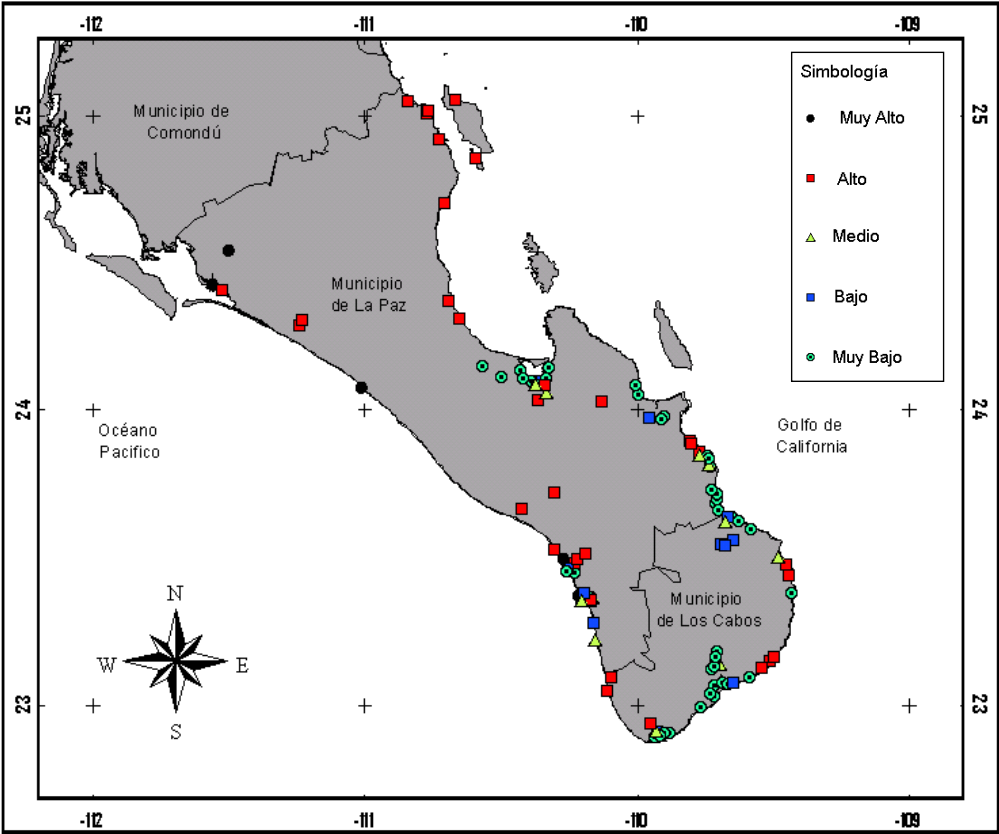 -112 -111 -110 -109
Simbología
Muy Alto
Alto
Medio
Bajo
Muy Bajo
25 25
Municipio de
Comondú
Municipio
de La Paz
24 24
Océano
Pacifico
Golfo de
California
Municipio
de Los Cabos
N
W E
S
23 23
-112 -111 -110 -109